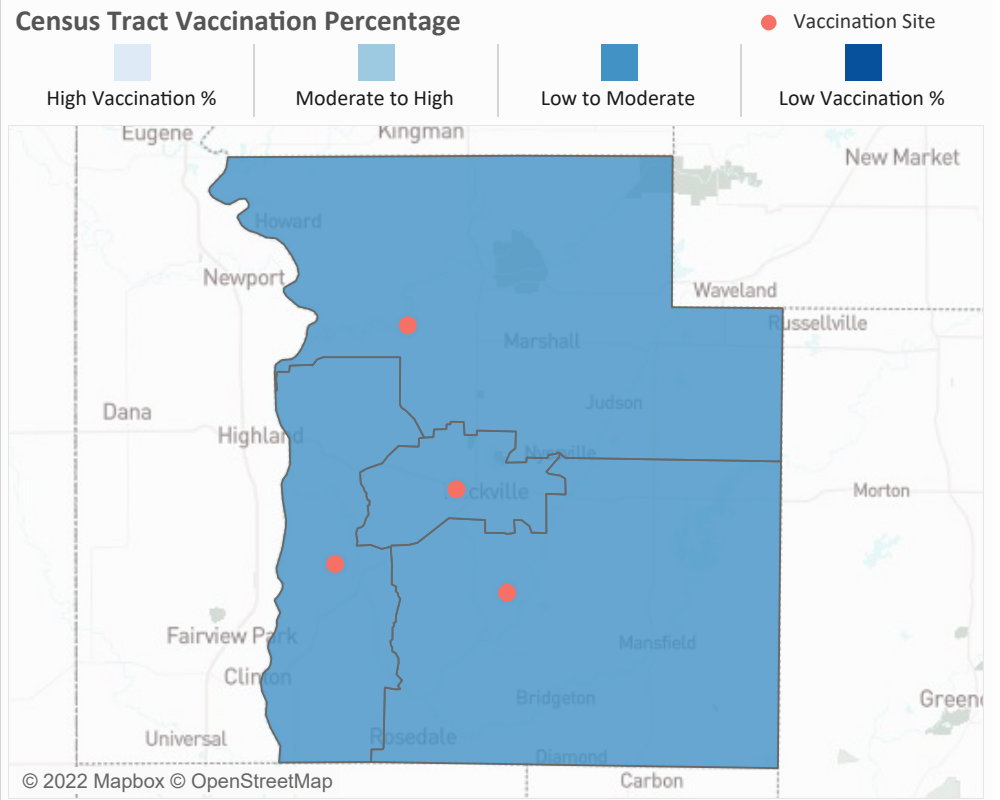 Census Tract Vaccination Percentage
Vaccination Site
High Vaccination %
Moderate to High
Low to Moderate
Low Vaccination %
Eugene
Kingman
New Market
Howard
Newport
Waveland
Russellville
Marshall
Judson
Dana
Highland
Nyesville
ckville
Morton
Fairview Park
Mansfield
Clinton
Bridgeton
Greenc
Universal
Rosedale
Diamond
Carbon
© 2022 Mapbox © OpenStreetMap